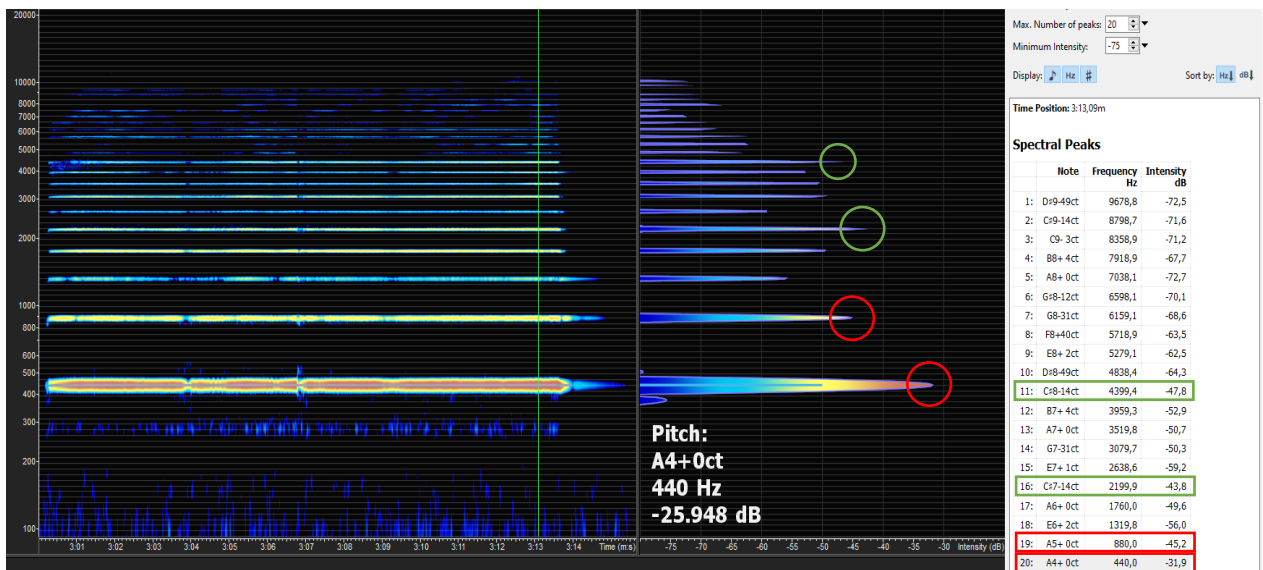 20000
10000
8000
7000
6000
5000
4000
3000
2000
1000
800
600
500
400
300
200
100
3:01 3:02 3:03 3:04 3:05 3:06 3:07 3:08 3:09 3:10 3:11 3:12 3:13 3:14 Time (m:s)
-75 -70 -65 -60 -55 -50 -45 -40 -35 -30 Intensity (dB)
Pitch:
A4+0ct
440 Hz
-25.948 dB
Max. Number of peaks: 20
Minimum Intensity: -75
Display: ♪ Hz ♯ Sort by: Hz dB
Time Position: 3:13,09m
Spectral Peaks
Note Frequency Intensity
Hz dB
1: D♯9-49ct 9678,8 -72,5
2: C♯9-14ct 8798,7 -71,6
3: C9- 3ct 8358,9 -71,2
4: B8+ 4ct 7918,9 -67,7
5: A8+ 0ct 7038,1 -72,7
6: G♯8-12ct 6598,1 -70,1
7: G8-31ct 6159,1 -68,6
8: F8+40ct 5718,9 -63,5
9: E8+ 2ct 5279,1 -62,5
10: D♯8-49ct 4838,4 -64,3
11: C♯8-14ct 4399,4 -47,8
12: B7+ 4ct 3959,3 -52,9
13: A7+ 0ct 3519,8 -50,7
14: G7-31ct 3079,7 -50,3
15: E7+ 1ct 2638,6 -59,2
16: C♯7-14ct 2199,9 -43,8
17: A6+ 0ct 1760,0 -49,6
18: E6+ 2ct 1319,8 -56,0
19: A5+ 0ct 880,0 -45,2
20: A4+ 0ct 440,0 -31,9